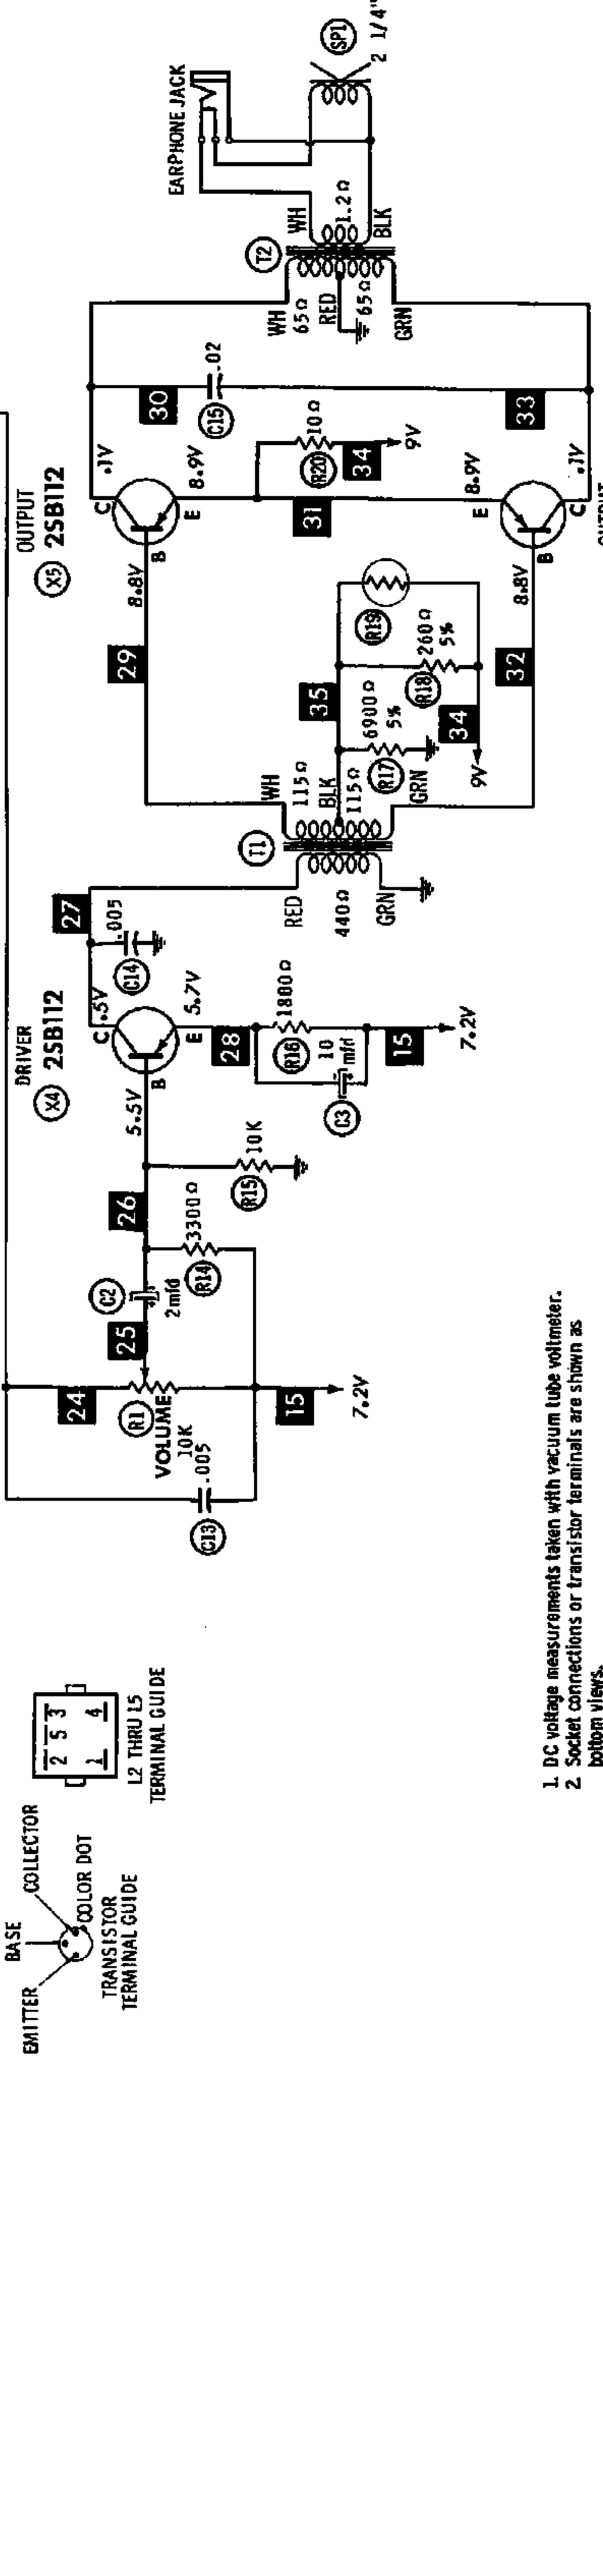 EMITTER
BASE
COLLECTOR
COLOR DOT
TRANSISTOR
TERMINAL GUIDE
2 5 3
1 4
L2 THRU L5
TERMINAL GUIDE
C13
.005
24
R1
VOLUME
10K
15
7.2V
25
C2
2mfd
R14
3300Ω
26
R15
10K
DRIVER
X4 2SB112
5.5V
B
C
.5V
E
5.7V
28
R16
1800Ω
C3
10
mfd
15
7.2V
C14
.005
27
T1
RED
440Ω
GRN
WH
115Ω
BLK
115Ω
GRN
R17
6900Ω
5%
35
R18
260Ω
5%
R19
34
9V
29
32
OUTPUT
X5 2SB112
8.8V
B
C
.1V
E
8.9V
31
R20
10Ω
34
9V
8.8V
B
E
8.9V
C
.1V
30
C15
.02
33
T2
WH
65Ω
RED
65Ω
GRN
WH
1.2Ω
BLK
EARPHONE JACK
SP1
2 1/4"
1. DC voltage measurements taken with vacuum tube voltmeter.
2. Socket connections or transistor terminals are shown as
bottom views.